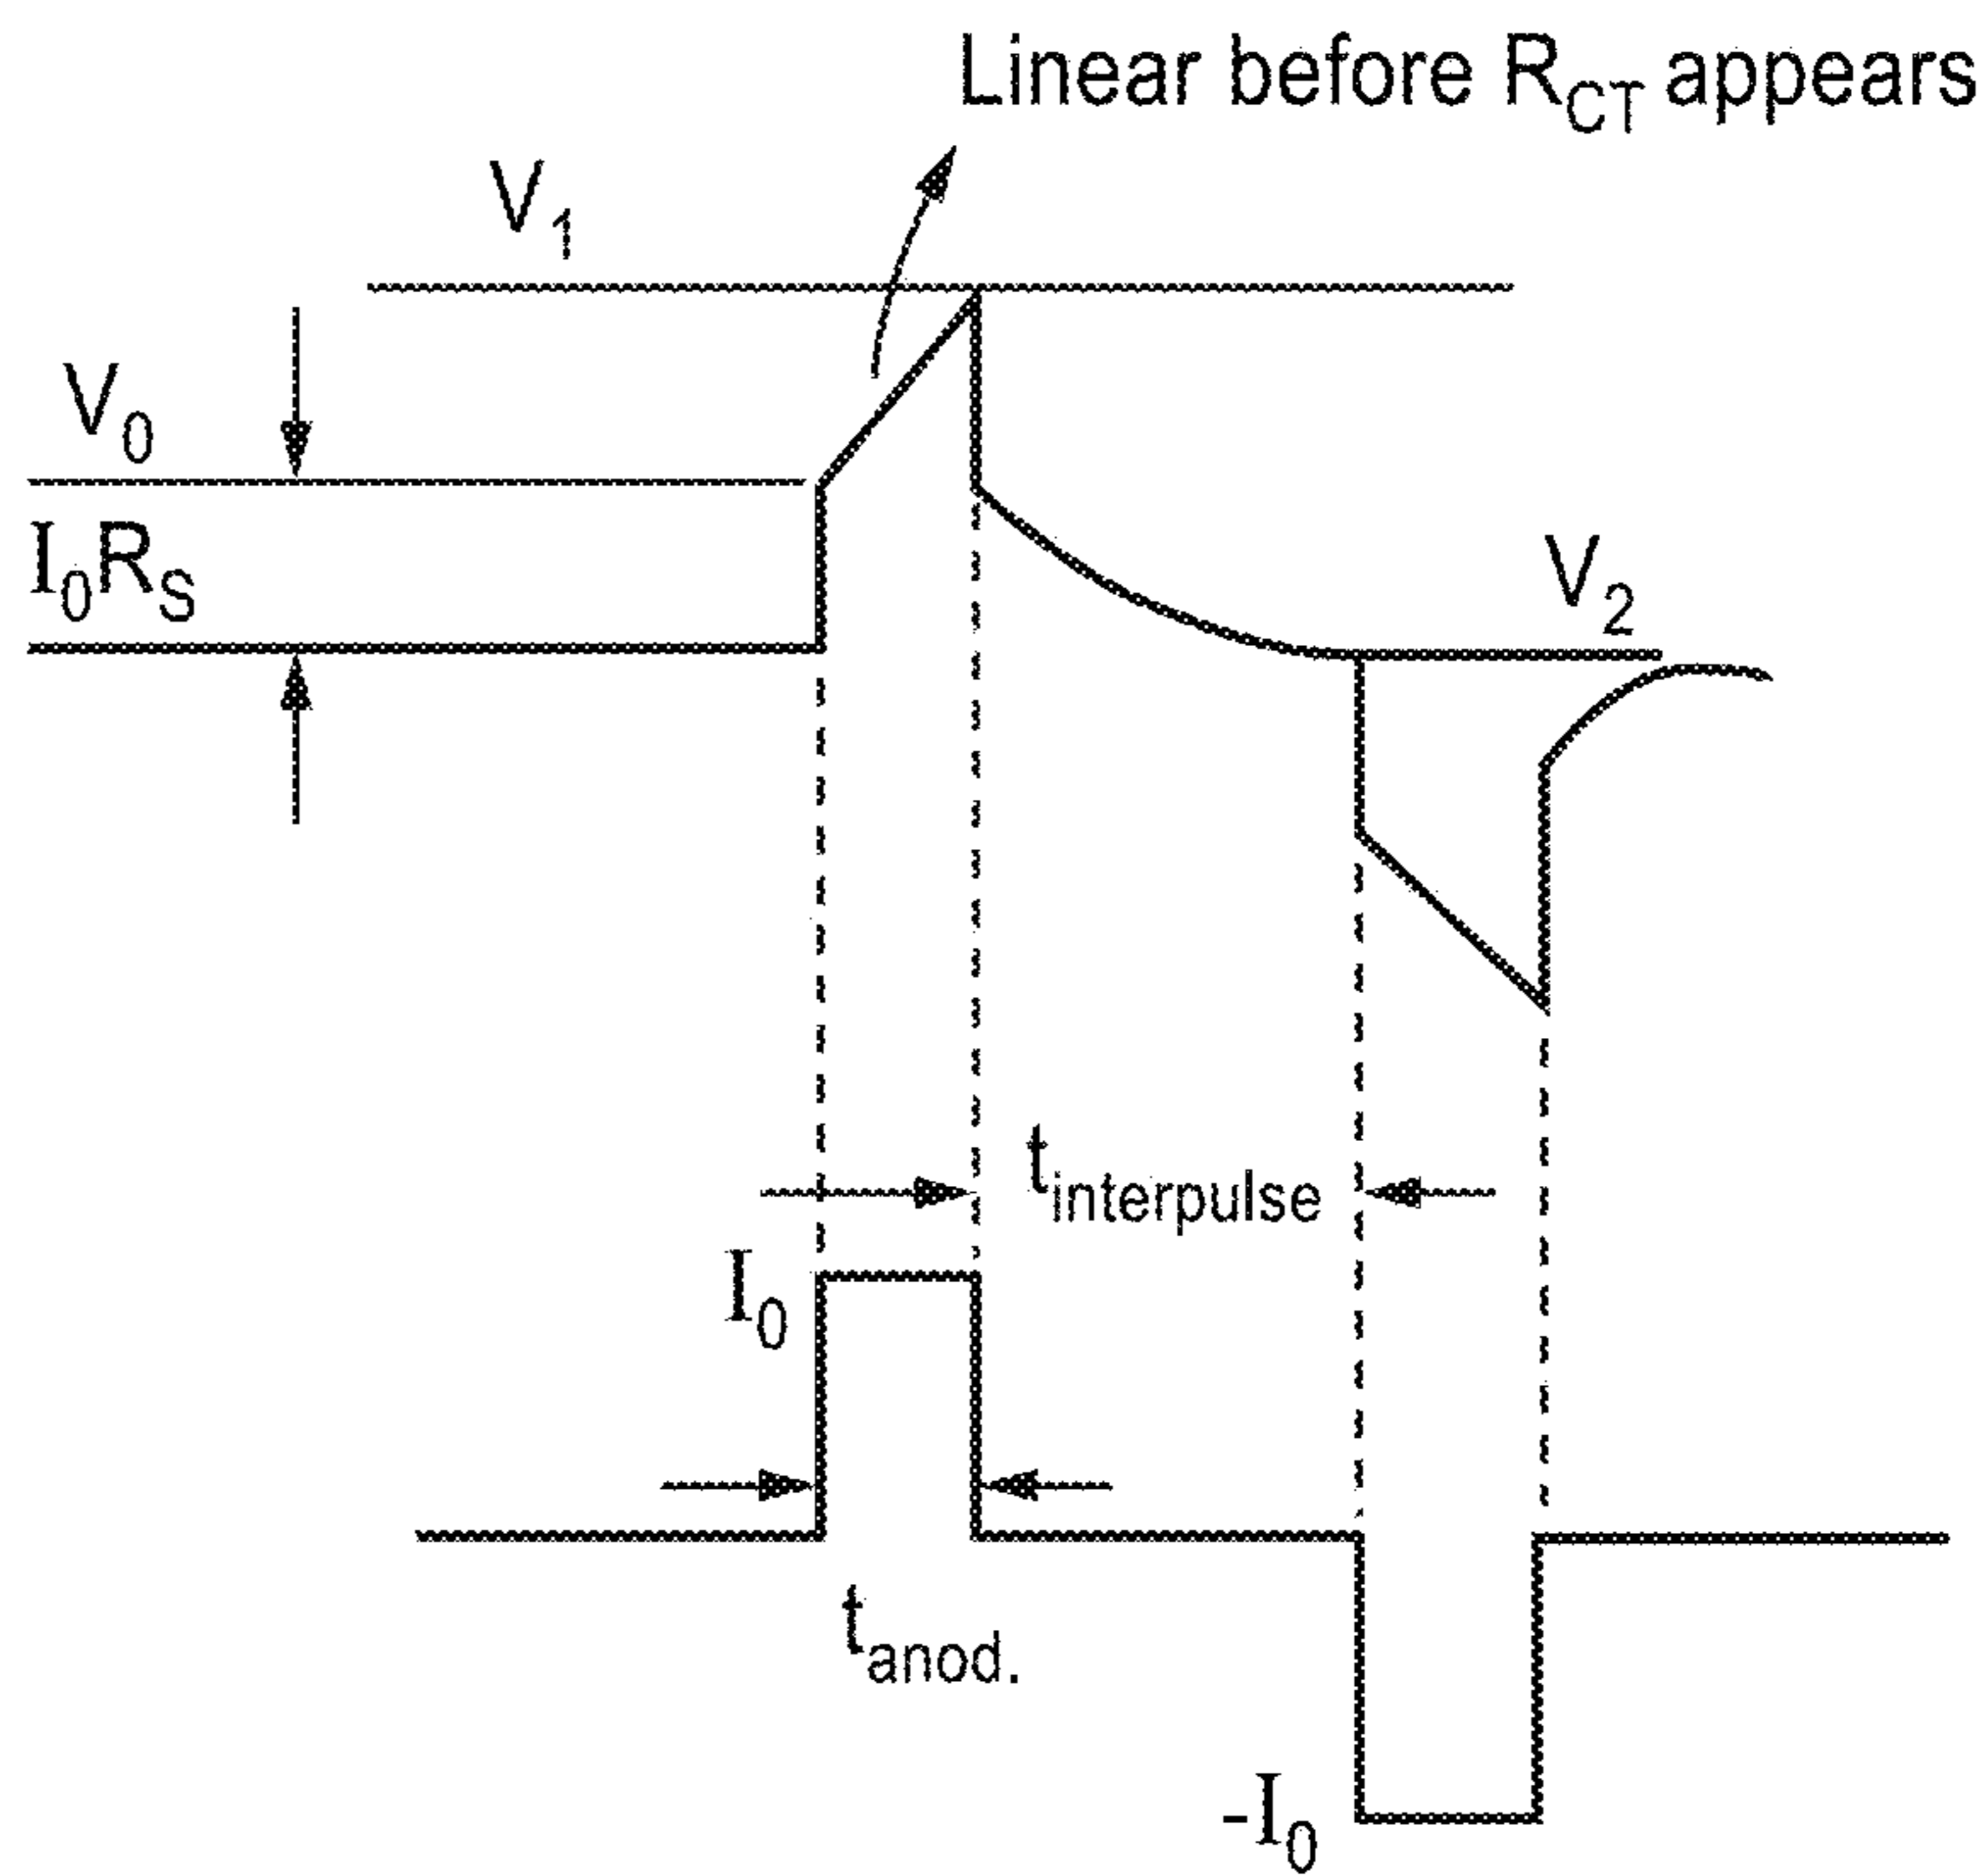 Linear before R_CT appears
V_1
V_0
I_0R_S
V_2
t_interpulse
I_0
t_anod.
-I_0